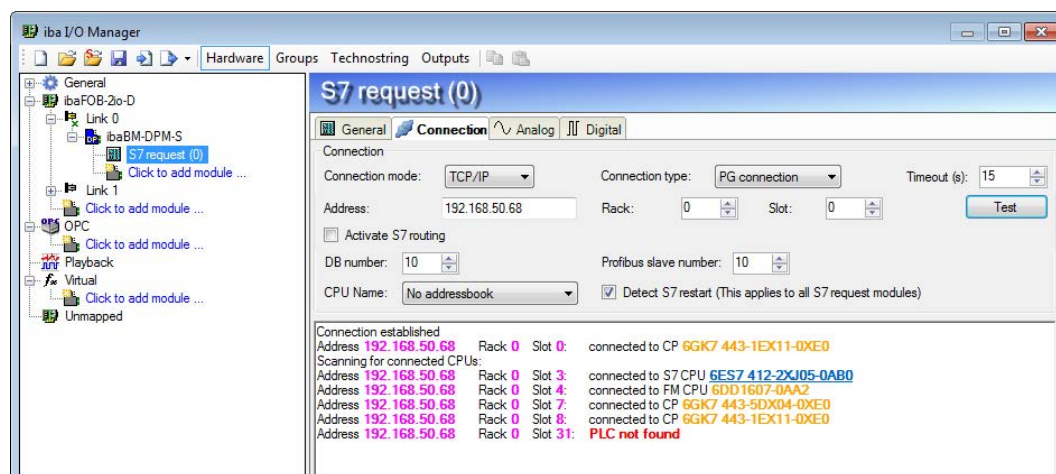 iba I/O Manager
Hardware Groups Technostring Outputs
General
ibaFOB-2io-D
Link 0
ibaBM-DPM-S
S7 request (0)
Click to add module ...
Link 1
Click to add module ...
OPC
Click to add module ...
Playback
Virtual
Click to add module ...
Unmapped
S7 request (0)
General Connection Analog Digital
Connection
Connection mode: TCP/IP Connection type: PG connection Timeout (s): 15
Address: 192.168.50.68 Rack: 0 Slot: 0 Test
Activate S7 routing
DB number: 10 Profibus slave number: 10
CPU Name: No addressbook Detect S7 restart (This applies to all S7 request modules)
Connection established
Address 192.168.50.68 Rack 0 Slot 0: connected to CP 6GK7 443-1EX11-0XE0
Scanning for connected CPUs:
Address 192.168.50.68 Rack 0 Slot 3: connected to S7 CPU 6ES7 412-2XJ05-0AB0
Address 192.168.50.68 Rack 0 Slot 4: connected to FM CPU 6DD1607-0AA2
Address 192.168.50.68 Rack 0 Slot 7: connected to CP 6GK7 443-5DX04-0XE0
Address 192.168.50.68 Rack 0 Slot 8: connected to CP 6GK7 443-1EX11-0XE0
Address 192.168.50.68 Rack 0 Slot 31: PLC not found